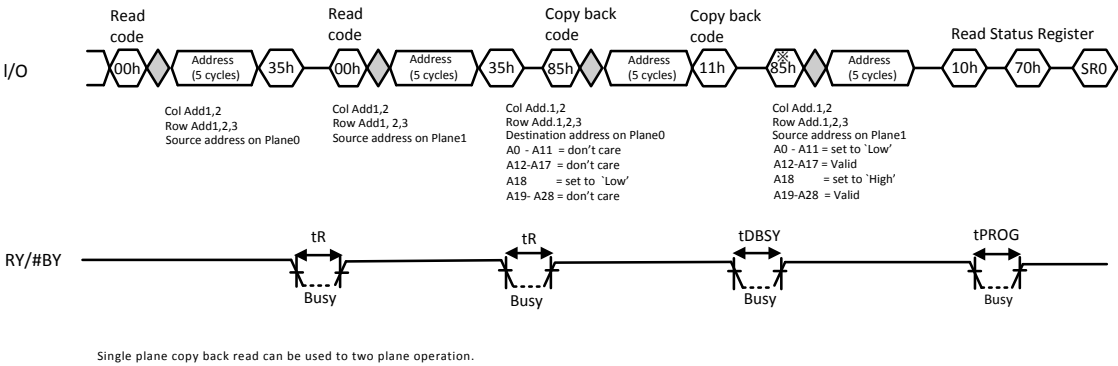 Read
code
Read
code
Copy back
code
Copy back
code
Read Status Register
I/O
00h
Address
(5 cycles)
35h
00h
Address
(5 cycles)
35h
85h
Address
(5 cycles)
11h
※
85h
Address
(5 cycles)
10h
70h
SR0
Col Add1,2
Row Add1,2,3
Source address on Plane0
Col Add1,2
Row Add1, 2,3
Source address on Plane1
Col Add.1,2
Row Add.1,2,3
Destination address on Plane0
A0 - A11 = don’t care
A12-A17 = don’t care
A18 = set to `Low’
A19- A28 = don’t care
Col Add.1,2
Row Add.1,2,3
Source address on Plane1
A0 - A11 = set to `Low’
A12-A17 = Valid
A18 = set to `High’
A19-A28 = Valid
RY/#BY
tR
Busy
tR
Busy
tDBSY
Busy
tPROG
Busy
Single plane copy back read can be used to two plane operation.